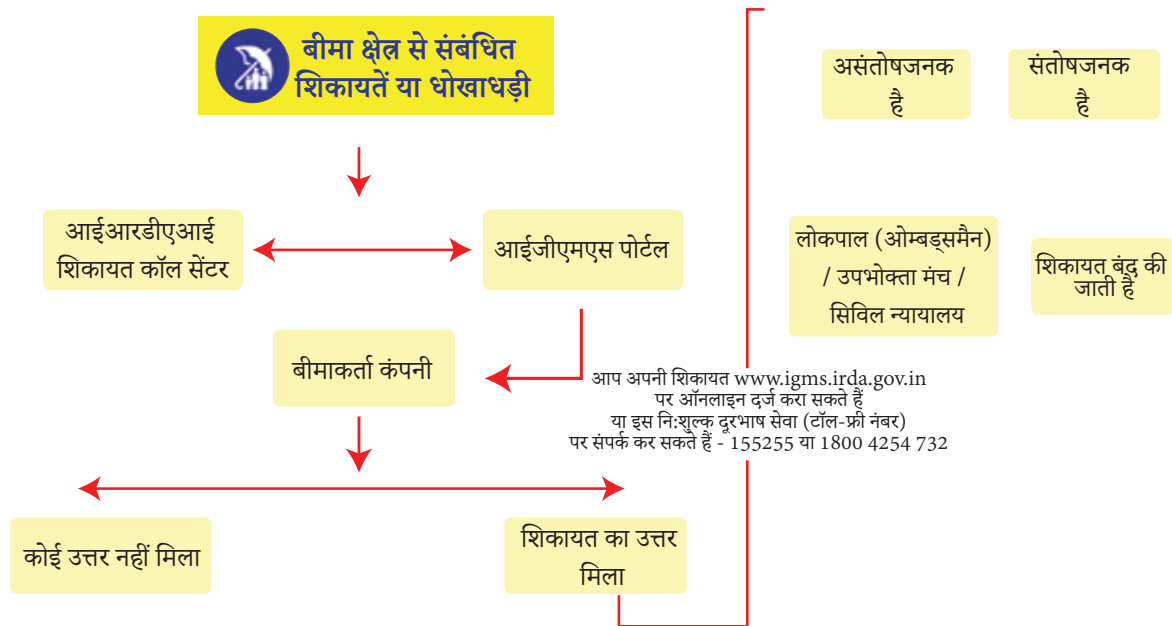 बीमा क्षेत्र से संबंधित
शिकायतें या धोखाधड़ी
आईआरडीएआई
शिकायत कॉल सेंटर
आईजीएमएस पोर्टल
बीमाकर्ता कंपनी
कोई उत्तर नहीं मिला
शिकायत का उत्तर
मिला
असंतोषजनक
है
संतोषजनक
है
लोकपाल (ओम्बड्समैन)
/ उपभोक्ता मंच /
सिविल न्यायालय
शिकायत बंद की
जाती है
आप अपनी शिकायत www.igms.irda.gov.in
पर ऑनलाइन दर्ज करा सकते हैं
या इस नि:शुल्क दूरभाष सेवा (टॉल-फ्री नंबर)
पर संपर्क कर सकते हैं - 155255 या 1800 4254 732